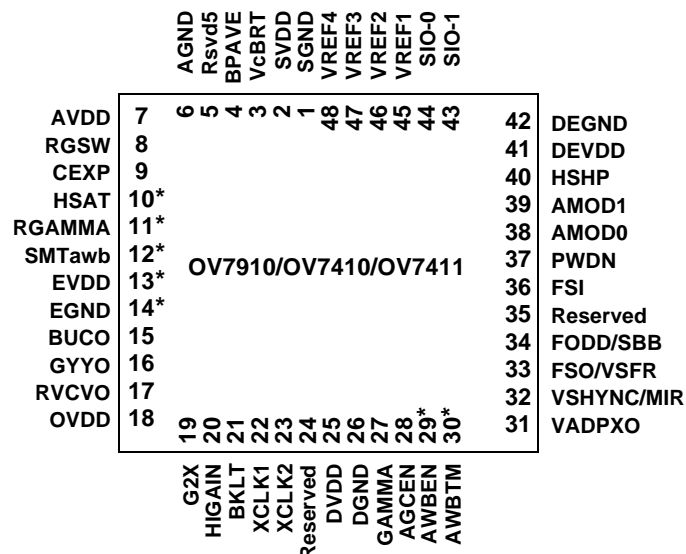 AGND
Rsvd5
BPAVE
VcBRT
SVDD
SGND
VREF4
VREF3
VREF2
VREF1
SIO-0
SIO-1
6 5 4 3 2 1 48 47 46 45 44 43
AVDD 7
RGSW 8
CEXP 9
HSAT 10*
RGAMMA 11*
SMTawb 12*
EVDD 13*
EGND 14*
BUCO 15
GYYO 16
RVCVO 17
OVDD 18
OV7910/OV7410/OV7411
42 DEGND
41 DEVDD
40 HSHP
39 AMOD1
38 AMOD0
37 PWDN
36 FSI
35 Reserved
34 FODD/SBB
33 FSO/VSFR
32 VSHYNC/MIR
31 VADPXO
19 20 21 22 23 24 25 26 27 28 29* 30*
G2X
HIGAIN
BKLT
XCLK1
XCLK2
Reserved
DVDD
DGND
GAMMA
AGCEN
AWBEN
AWBTM